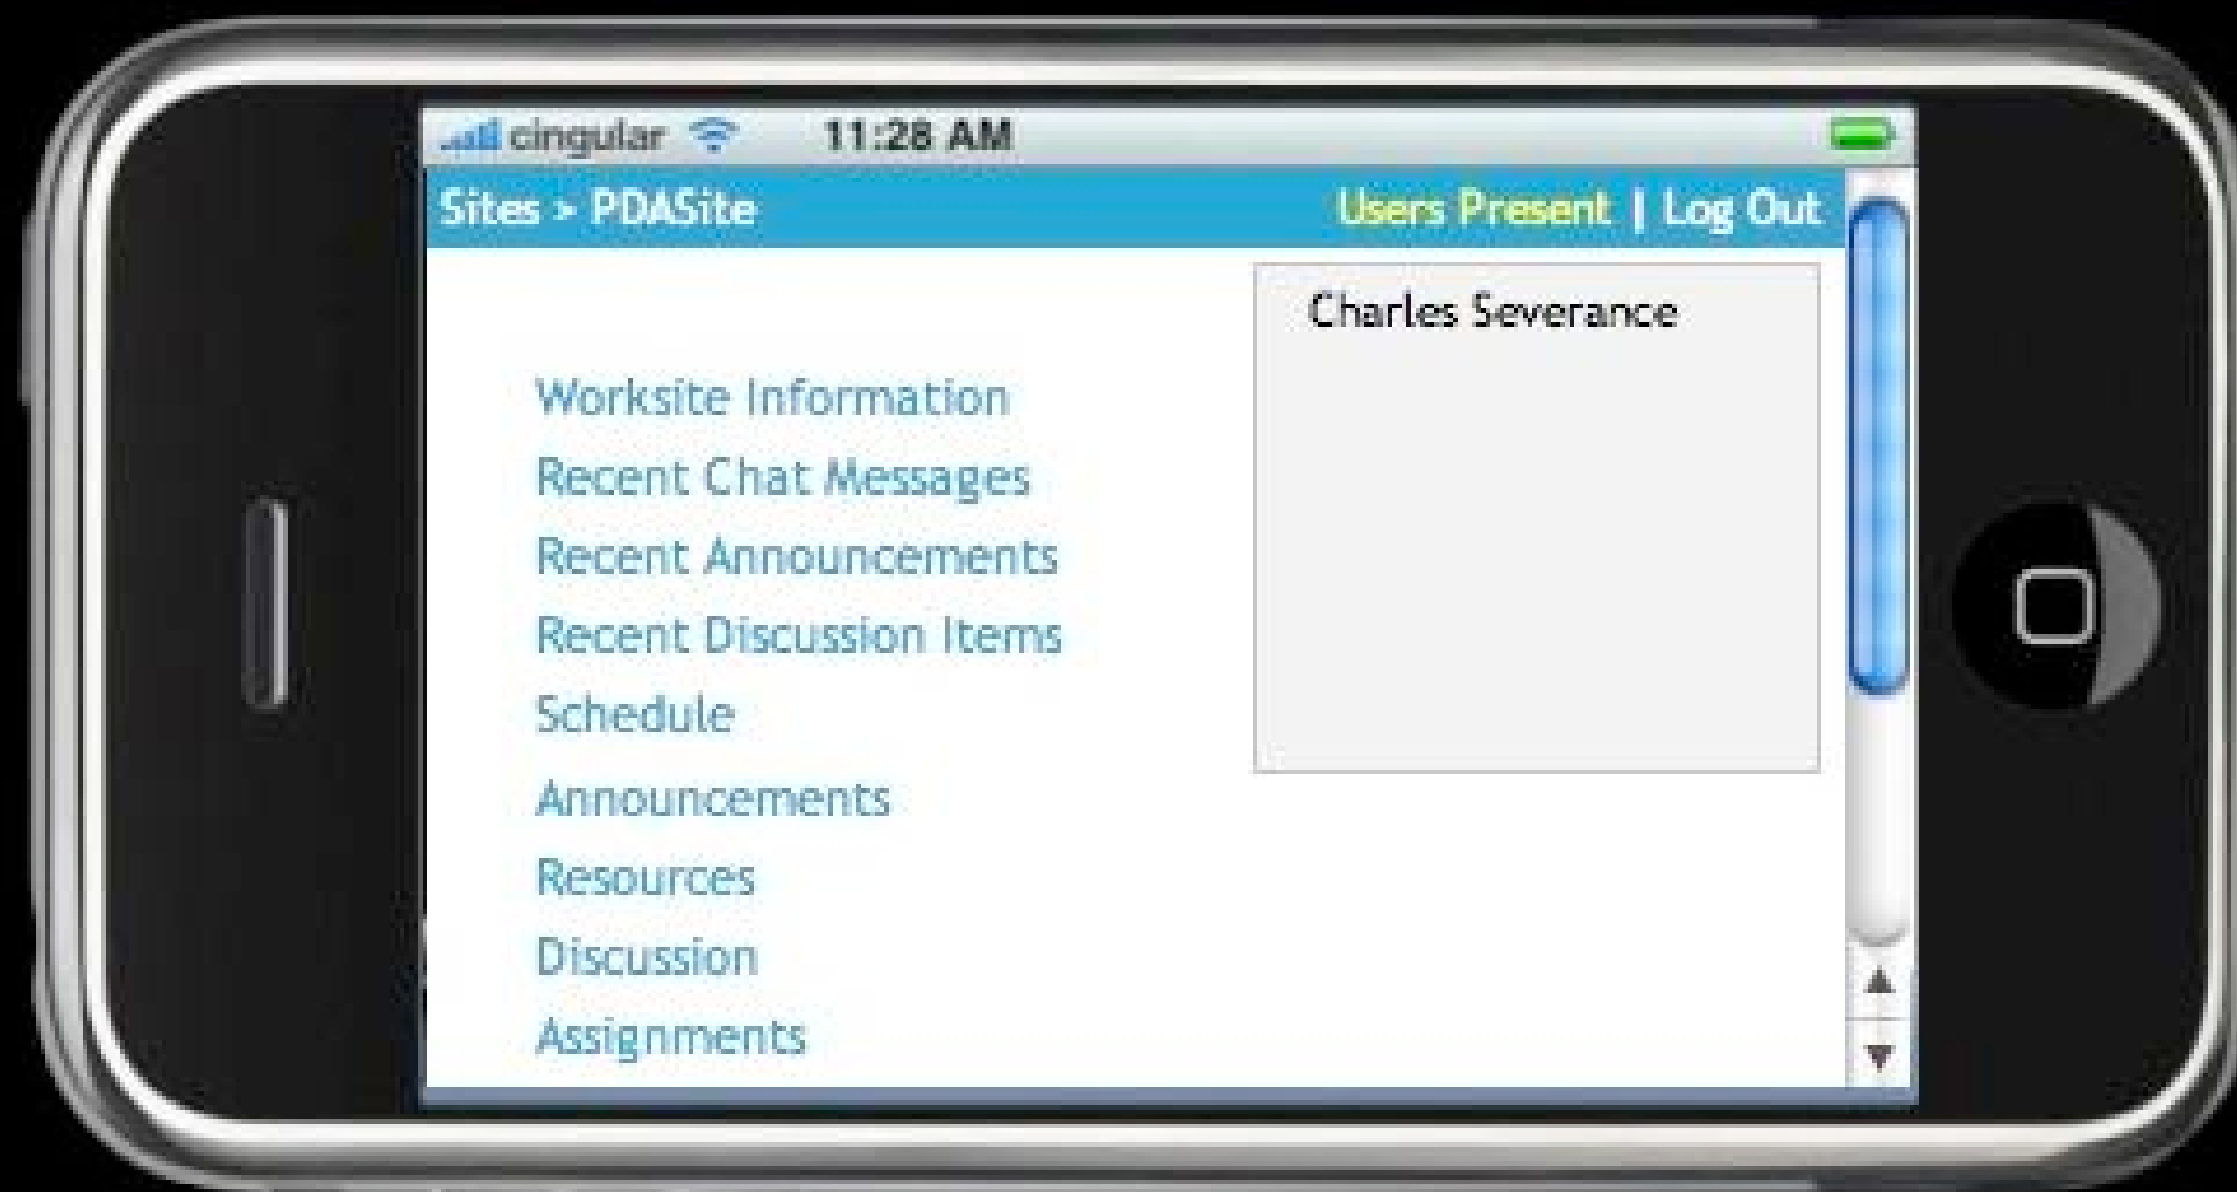 cingular 11:28 AM
Sites > PDASite Users Present | Log Out
Charles Severance
Worksite Information
Recent Chat Messages
Recent Announcements
Recent Discussion Items
Schedule
Announcements
Resources
Discussion
Assignments